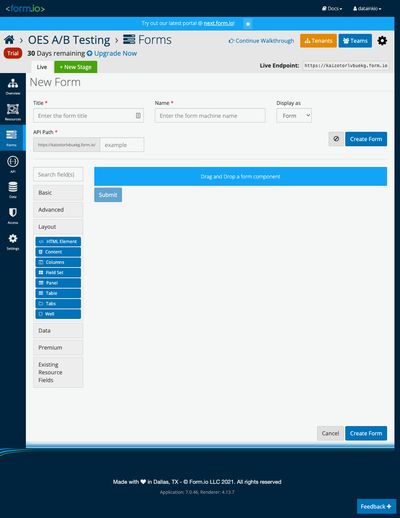 <form.io>
Docs
datainkio
Try out our latest portal @ next.form.io!
OES A/B Testing › Forms
Continue Walkthrough
Tenants
Teams
Trial
30 Days remaining
Upgrade Now
Live
+ New Stage
Live Endpoint:
https://kaizotorlvbuekg.form.io
Overview
Resources
Forms
API
Data
Access
Settings
New Form
Title *
Name *
Display as
Enter the form title
Enter the form machine name
Form
API Path *
https://kaizotorlvbuekg.form.io/
example
Create Form
Search field(s)
Basic
Advanced
Layout
HTML Element
Content
Columns
Field Set
Panel
Table
Tabs
Well
Data
Premium
Existing
Resource
Fields
Drag and Drop a form component
Submit
Cancel
Create Form
Made with ❤ in Dallas, TX - © Form.io LLC 2021. All rights reserved
Application: 7.0.46, Renderer: 4.13.7
Feedback +